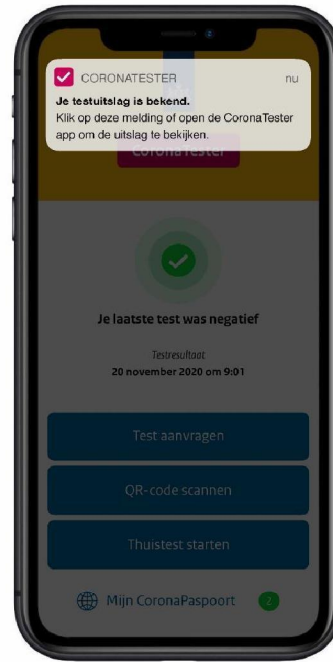 CORONATESTER nu
Je testuitslag is bekend.
Klik op deze melding of open de CoronaTester
app om de uitslag te bekijken.
CoronaTester
Je laatste test was negatief
Testresultaat
20 november 2020 om 9:01
Test aanvragen
QR-code scannen
Thuistest starten
Mijn CoronaPaspoort 2